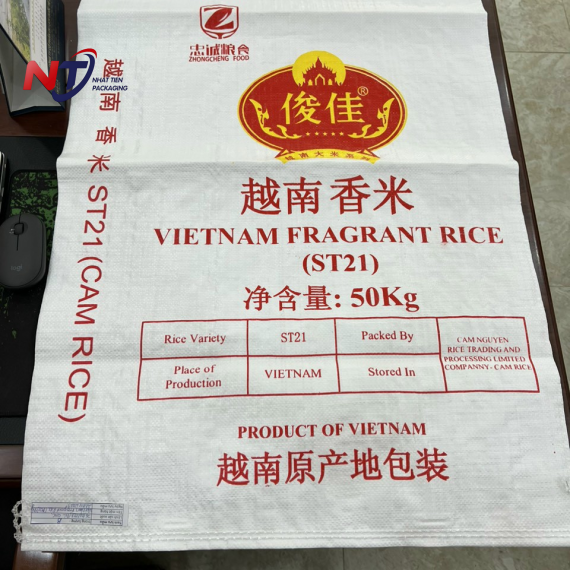 忠诚粮食
ZHONGCHENG FOOD
NT
NHẤT TIẾN
PACKAGING
俊佳
越南香米
VIETNAM FRAGRANT RICE
(ST21)
净含量: 50Kg
Rice Variety
ST21
Packed By
CAM NGUYEN
RICE TRADING AND
PROCESSING LIMITED
COMPANNY- CAM RICE
Place of
Production
VIETNAM
Stored In
PRODUCT OF VIETNAM
越南原产地包装
越南 香米 ST21 (CAM RICE)